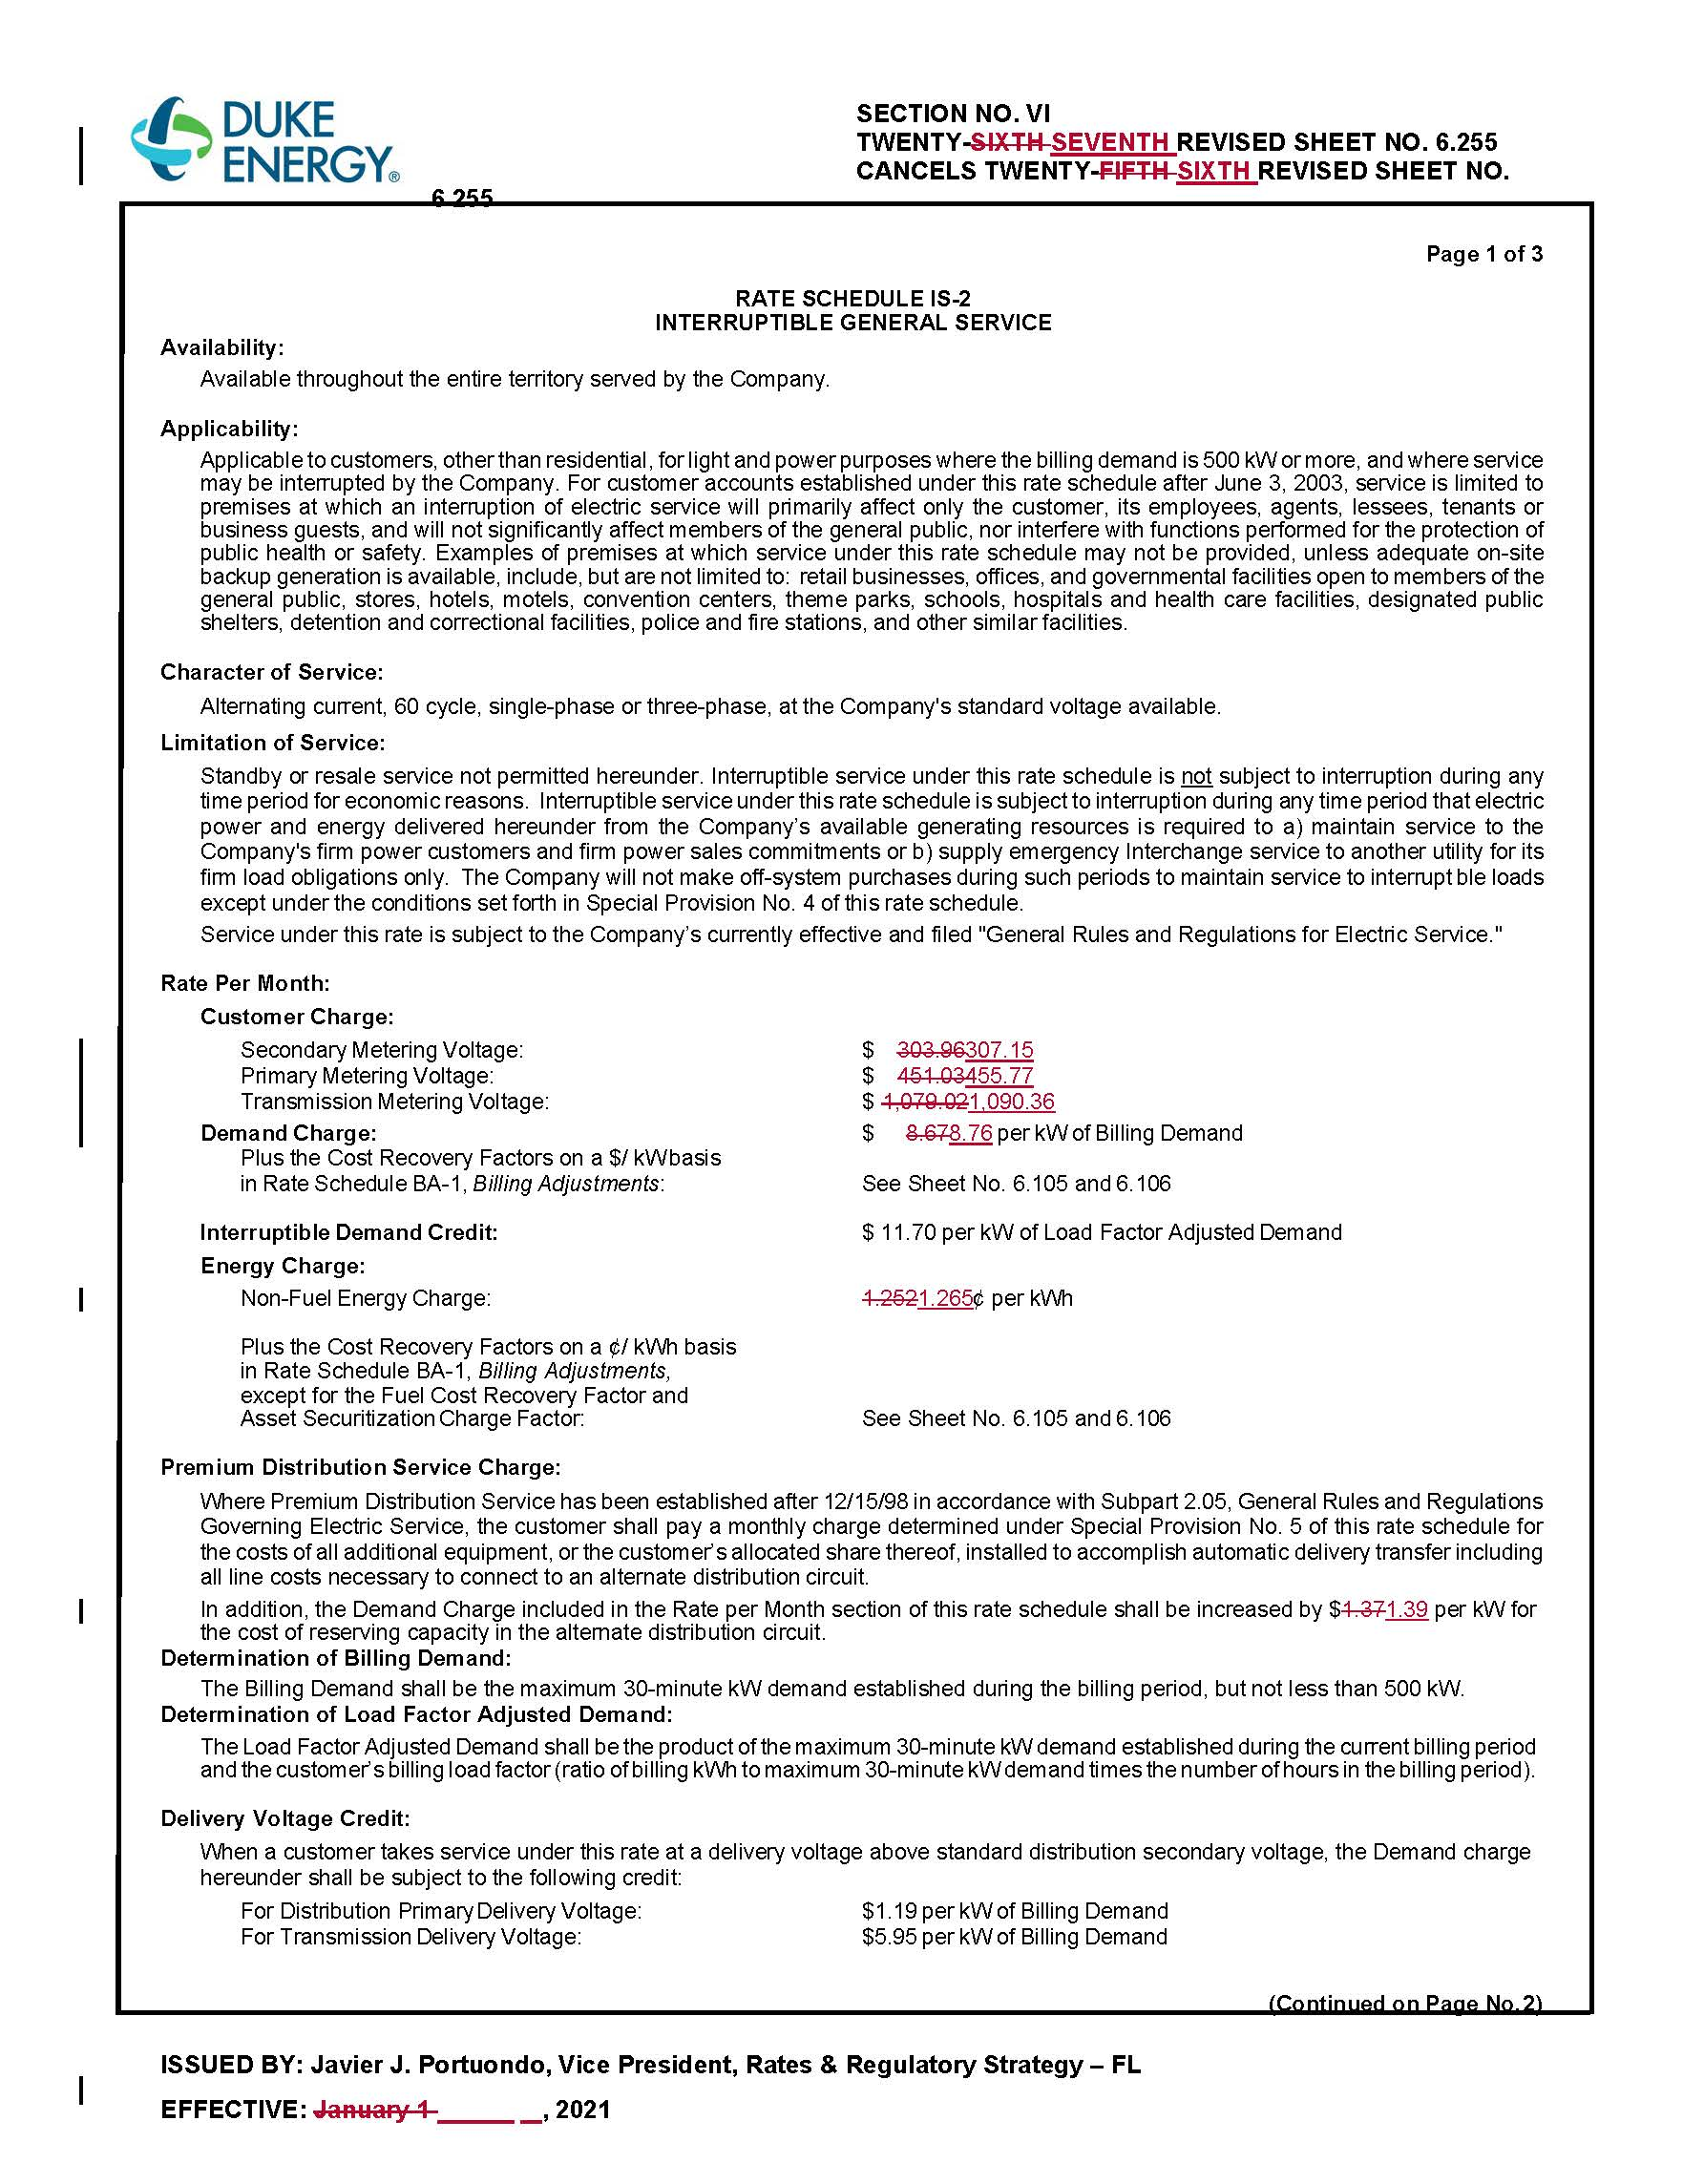 DUKE
ENERGY®
SECTION NO. VI
TWENTY-SIXTH SEVENTH REVISED SHEET NO. 6.255
CANCELS TWENTY-FIFTH SIXTH REVISED SHEET NO.
6.255
Page 1 of 3
RATE SCHEDULE IS-2
INTERRUPTIBLE GENERAL SERVICE
Availability:
Available throughout the entire territory served by the Company.
Applicability:
Applicable to customers, other than residential, for light and power purposes where the billing demand is 500 kW or more, and where service
may be interrupted by the Company. For customer accounts established under this rate schedule after June 3, 2003, service is limited to
premises at which an interruption of electric service will primarily affect only the customer, its employees, agents, lessees, tenants or
business guests, and will not significantly affect members of the general public, nor interfere with functions performed for the protection of
public health or safety. Examples of premises at which service under this rate schedule may not be provided, unless adequate on-site
backup generation is available, include, but are not limited to: retail businesses, offices, and governmental facilities open to members of the
general public, stores, hotels, motels, convention centers, theme parks, schools, hospitals and health care facilities, designated public
shelters, detention and correctional facilities, police and fire stations, and other similar facilities.
Character of Service:
Alternating current, 60 cycle, single-phase or three-phase, at the Company's standard voltage available.
Limitation of Service:
Standby or resale service not permitted hereunder. Interruptible service under this rate schedule is not subject to interruption during any
time period for economic reasons. Interruptible service under this rate schedule is subject to interruption during any time period that electric
power and energy delivered hereunder from the Company’s available generating resources is required to a) maintain service to the
Company's firm power customers and firm power sales commitments or b) supply emergency Interchange service to another utility for its
firm load obligations only. The Company will not make off-system purchases during such periods to maintain service to interrupt ble loads
except under the conditions set forth in Special Provision No. 4 of this rate schedule.
Service under this rate is subject to the Company’s currently effective and filed "General Rules and Regulations for Electric Service."
Rate Per Month:
Customer Charge:
Secondary Metering Voltage: $ 303.96307.15
Primary Metering Voltage: $ 451.03455.77
Transmission Metering Voltage: $ 1,079.021,090.36
Demand Charge: $ 8.678.76 per kW of Billing Demand
Plus the Cost Recovery Factors on a $/ kW basis
in Rate Schedule BA-1, Billing Adjustments: See Sheet No. 6.105 and 6.106
Interruptible Demand Credit: $ 11.70 per kW of Load Factor Adjusted Demand
Energy Charge:
Non-Fuel Energy Charge: 1.2521.265¢ per kWh
Plus the Cost Recovery Factors on a ¢/ kWh basis
in Rate Schedule BA-1, Billing Adjustments,
except for the Fuel Cost Recovery Factor and
Asset Securitization Charge Factor: See Sheet No. 6.105 and 6.106
Premium Distribution Service Charge:
Where Premium Distribution Service has been established after 12/15/98 in accordance with Subpart 2.05, General Rules and Regulations
Governing Electric Service, the customer shall pay a monthly charge determined under Special Provision No. 5 of this rate schedule for
the costs of all additional equipment, or the customer’s allocated share thereof, installed to accomplish automatic delivery transfer including
all line costs necessary to connect to an alternate distribution circuit.
In addition, the Demand Charge included in the Rate per Month section of this rate schedule shall be increased by $1.371.39 per kW for
the cost of reserving capacity in the alternate distribution circuit.
Determination of Billing Demand:
The Billing Demand shall be the maximum 30-minute kW demand established during the billing period, but not less than 500 kW.
Determination of Load Factor Adjusted Demand:
The Load Factor Adjusted Demand shall be the product of the maximum 30-minute kW demand established during the current billing period
and the customer’s billing load factor (ratio of billing kWh to maximum 30-minute kW demand times the number of hours in the billing period).
Delivery Voltage Credit:
When a customer takes service under this rate at a delivery voltage above standard distribution secondary voltage, the Demand charge
hereunder shall be subject to the following credit:
For Distribution Primary Delivery Voltage: $1.19 per kW of Billing Demand
For Transmission Delivery Voltage: $5.95 per kW of Billing Demand
(Continued on Page No. 2)
ISSUED BY: Javier J. Portuondo, Vice President, Rates & Regulatory Strategy – FL
EFFECTIVE: January 1 _____ _, 2021